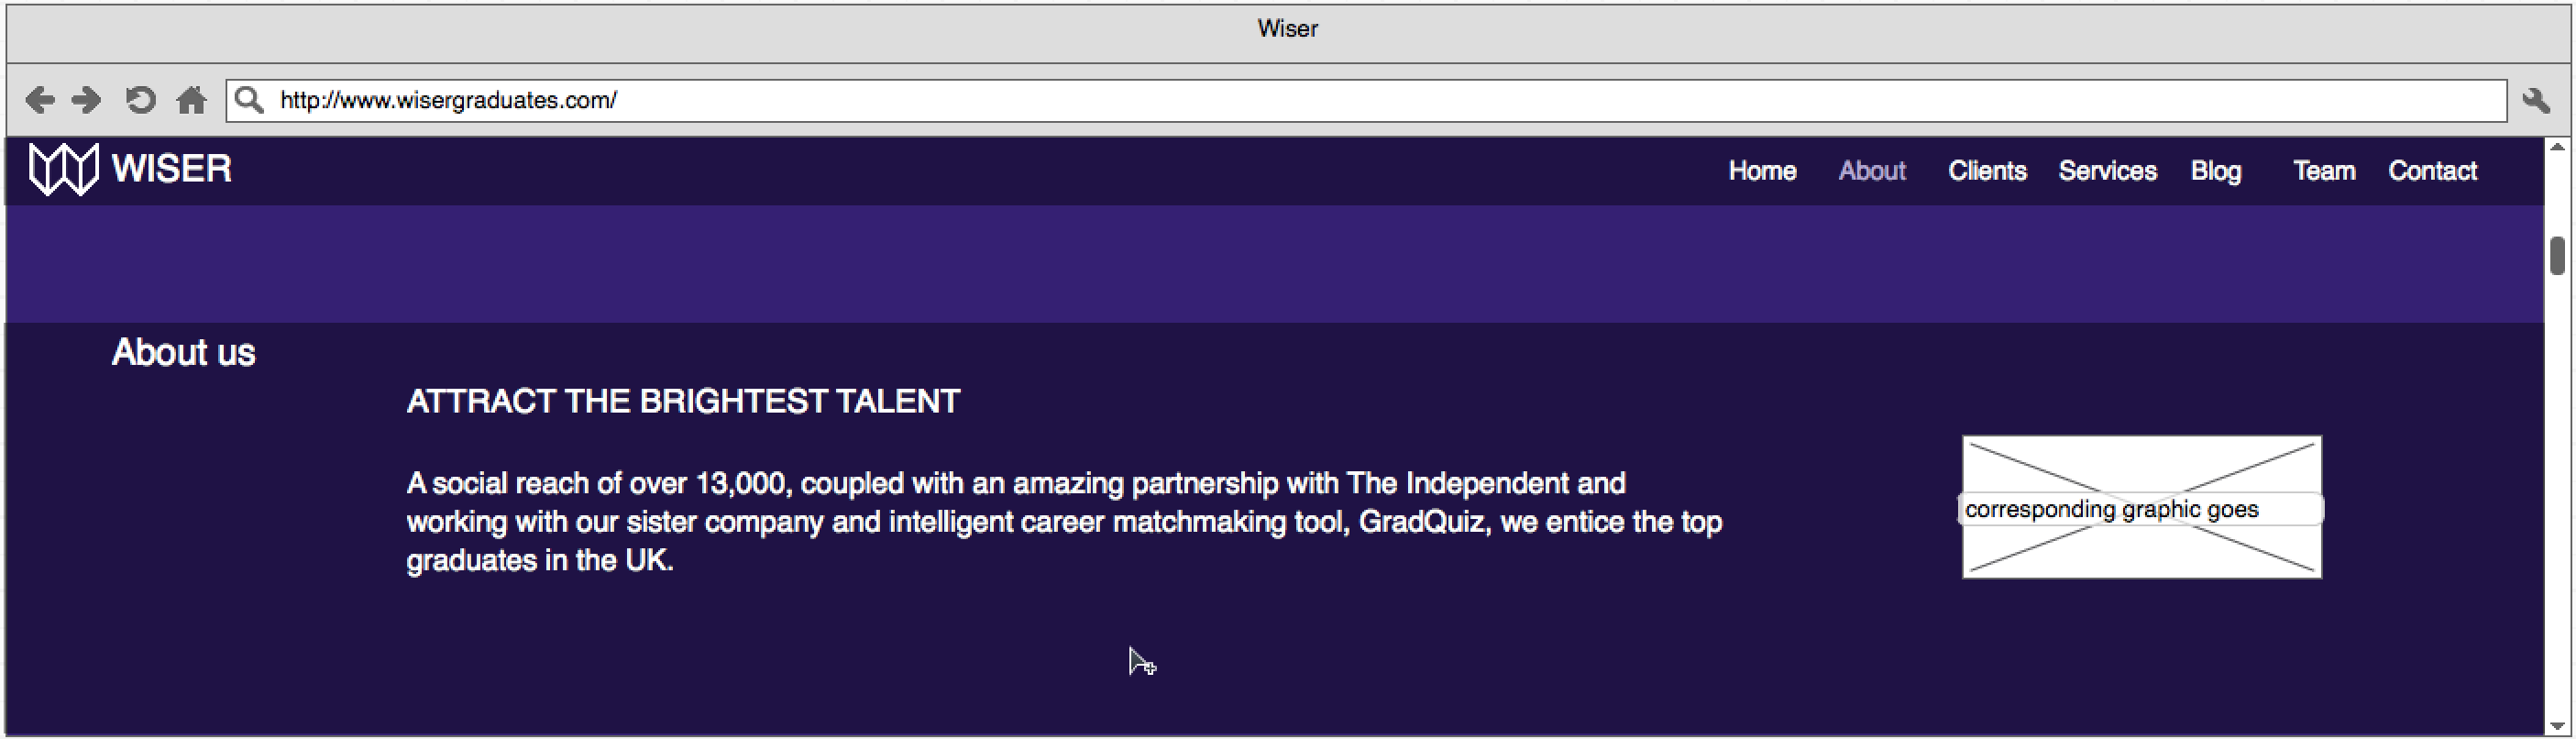 Wiser
http://www.wisergraduates.com/
WISER
Home About Clients Services Blog Team Contact
About us
ATTRACT THE BRIGHTEST TALENT
A social reach of over 13,000, coupled with an amazing partnership with The Independent and
working with our sister company and intelligent career matchmaking tool, GradQuiz, we entice the top
graduates in the UK.
corresponding graphic goes